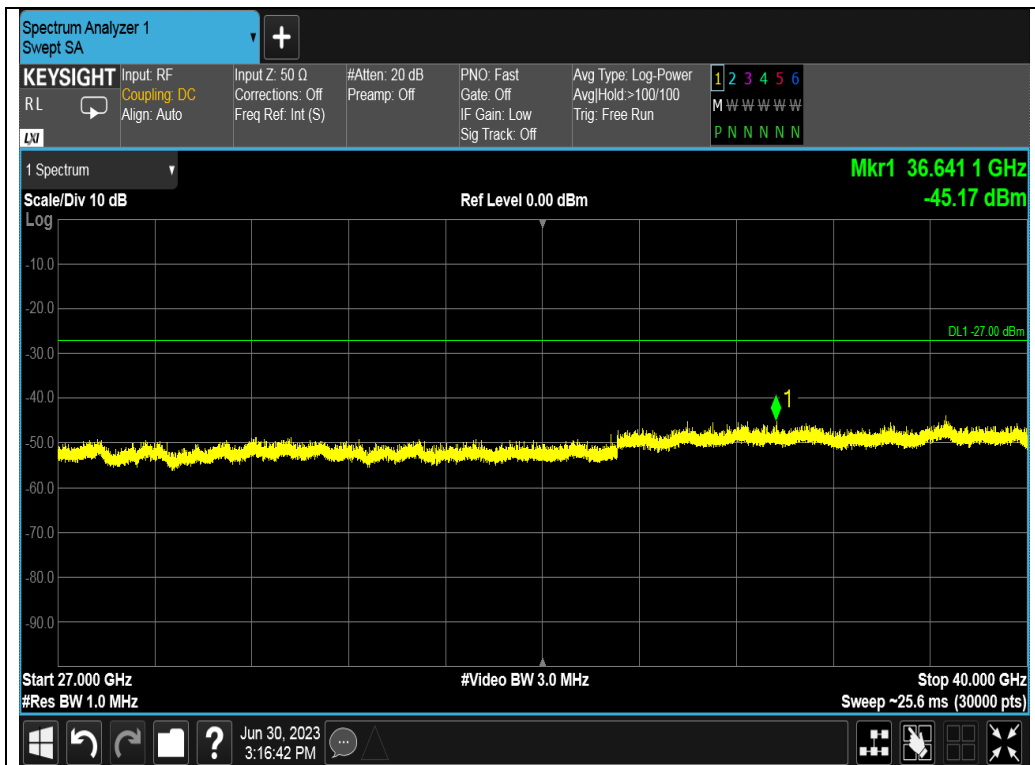 Spectrum Analyzer 1
Swept SA
KEYSIGHT
RL
LXI
Input: RF
Coupling: DC
Align: Auto
Input Z: 50 Ω
Corrections: Off
Freq Ref: Int (S)
#Atten: 20 dB
Preamp: Off
PNO: Fast
Gate: Off
IF Gain: Low
Sig Track: Off
Avg Type: Log-Power
Avg|Hold:>100/100
Trig: Free Run
1 2 3 4 5 6
M W W W W W
P N N N N N
1 Spectrum
Mkr1 36.641 1 GHz
-45.17 dBm
Scale/Div 10 dB
Ref Level 0.00 dBm
Log
-10.0
-20.0
DL1 -27.00 dBm
-30.0
-40.0
1
-50.0
-60.0
-70.0
-80.0
-90.0
Start 27.000 GHz
#Video BW 3.0 MHz
Stop 40.000 GHz
#Res BW 1.0 MHz
Sweep ~25.6 ms (30000 pts)
?
Jun 30, 2023
3:16:42 PM